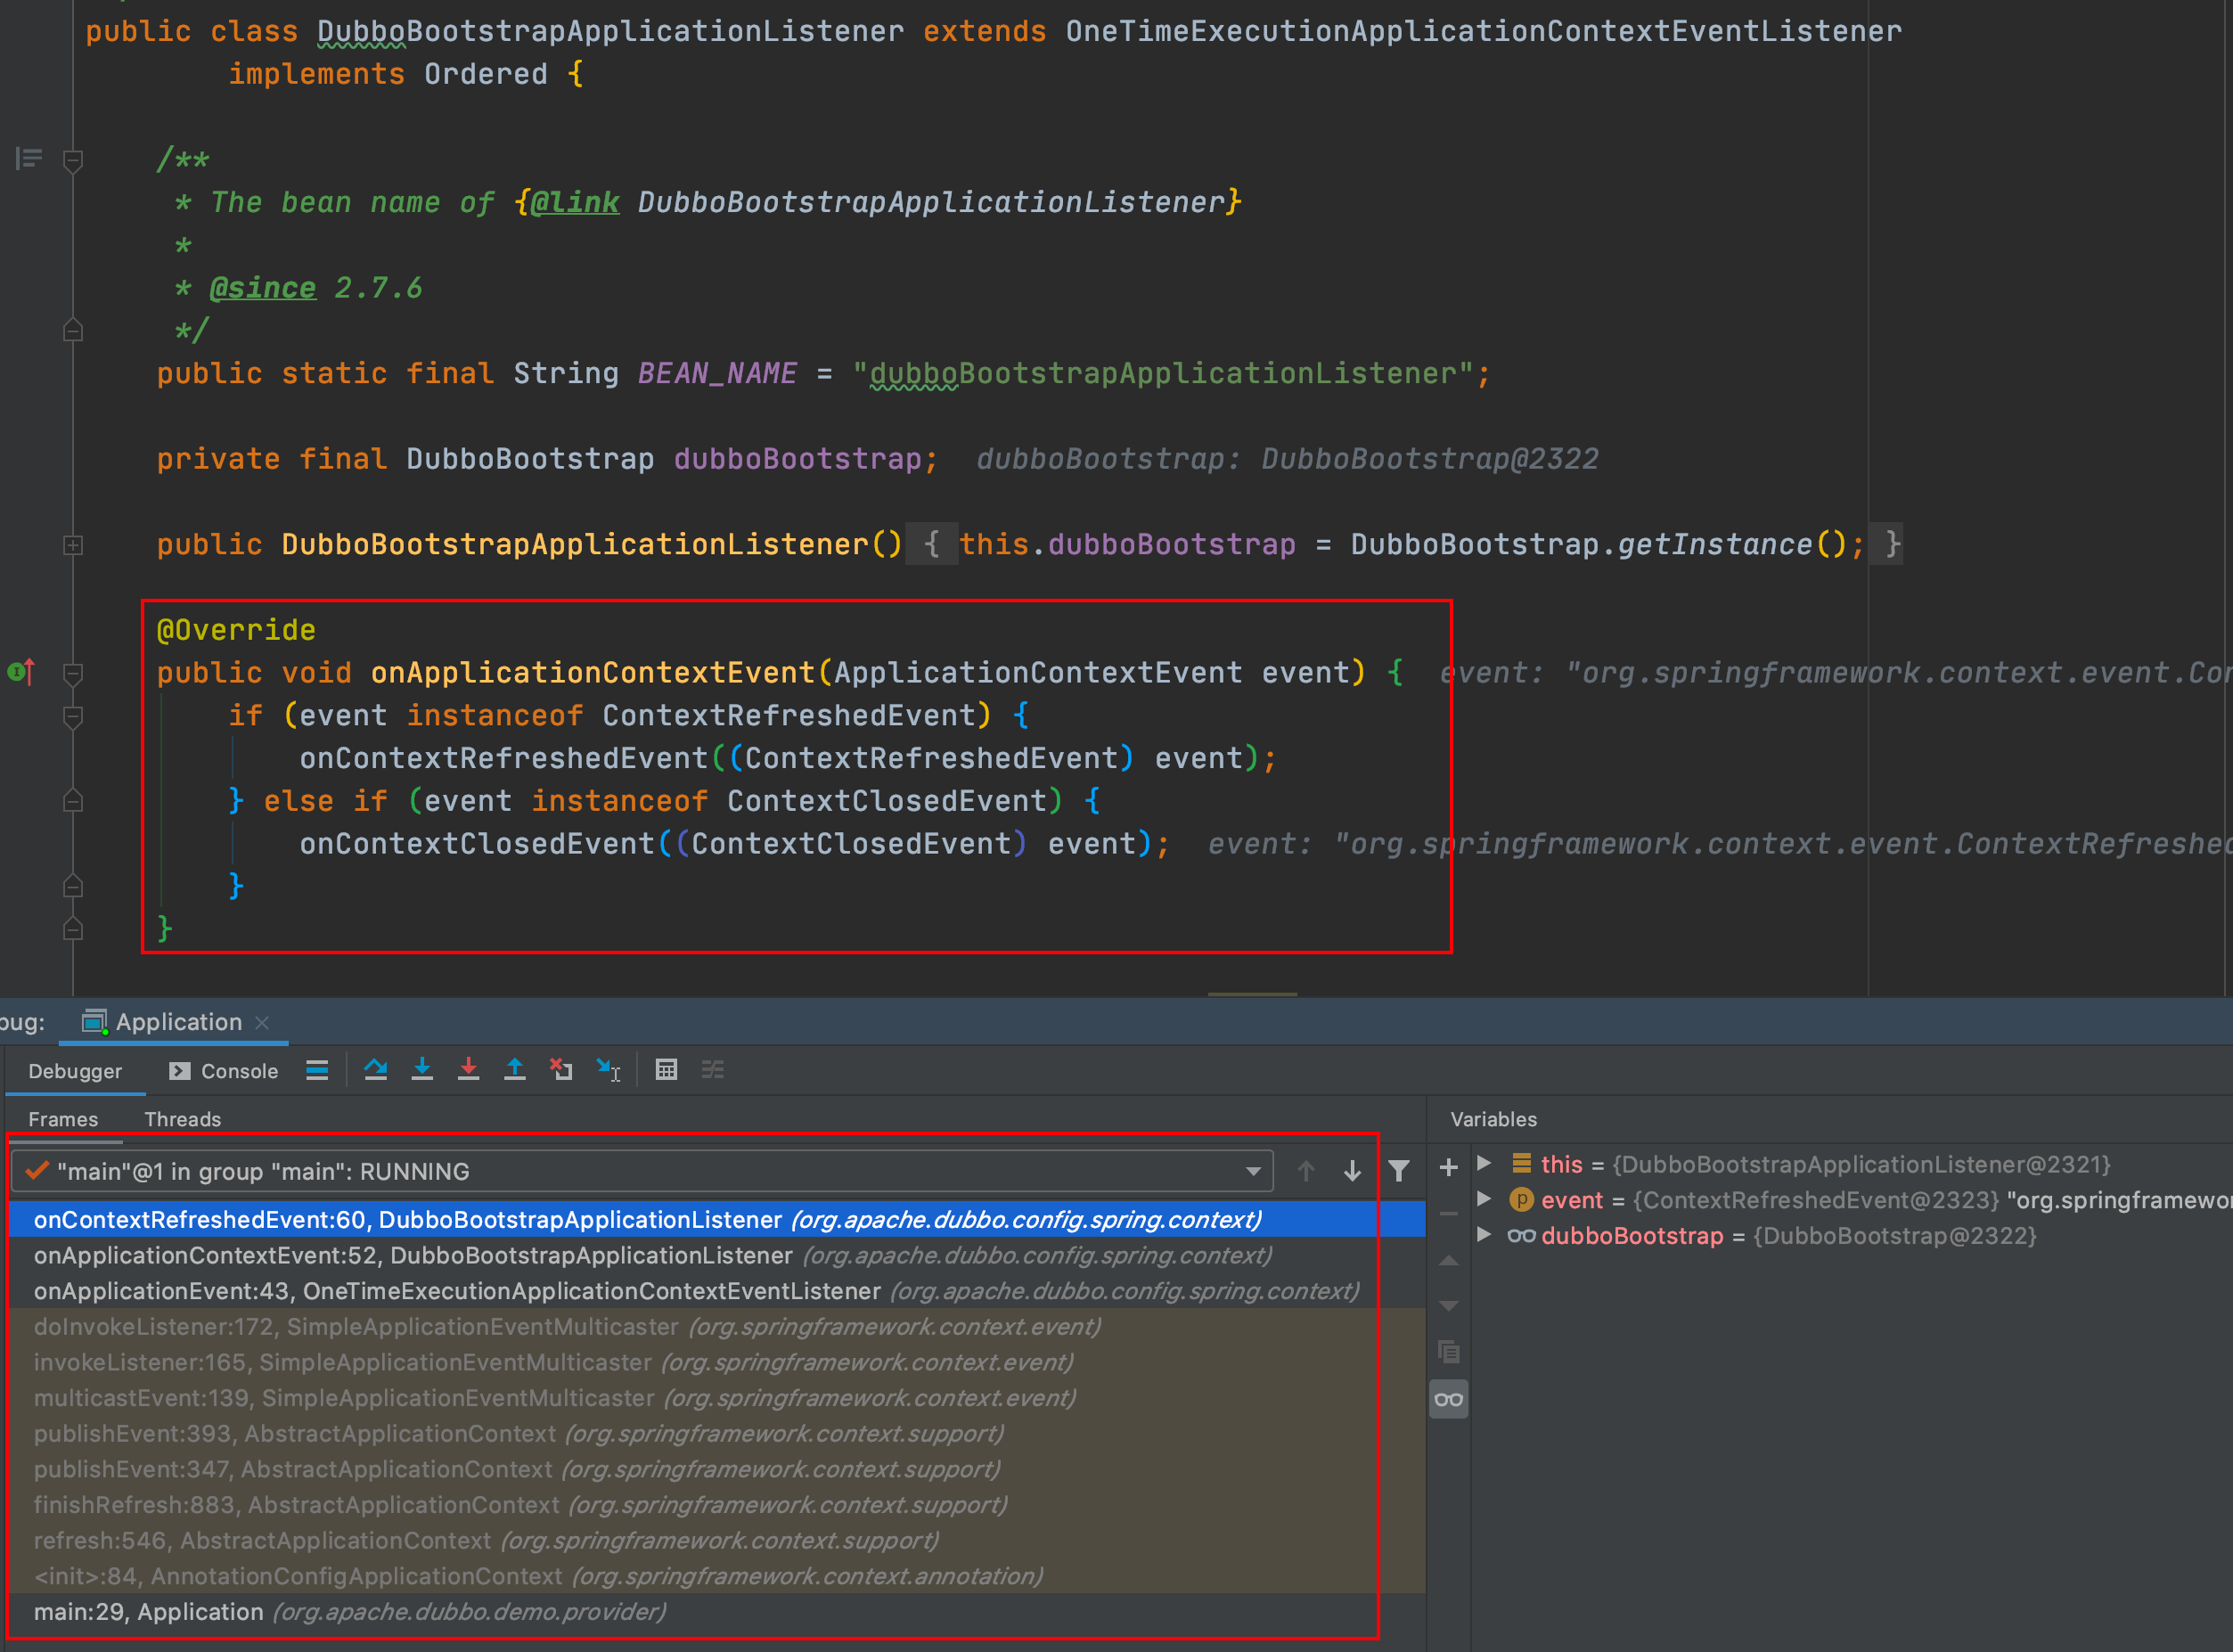 public class DubboBootstrapApplicationListener extends OneTimeExecutionApplicationContextEventListener
implements Ordered {
/**
* The bean name of {@link DubboBootstrapApplicationListener}
*
* @since 2.7.6
*/
public static final String BEAN_NAME = "dubboBootstrapApplicationListener";
private final DubboBootstrap dubboBootstrap; dubboBootstrap: DubboBootstrap@2322
public DubboBootstrapApplicationListener() { this.dubboBootstrap = DubboBootstrap.getInstance(); }
@Override
public void onApplicationContextEvent(ApplicationContextEvent event) { event: "org.springframework.context.event.Con
if (event instanceof ContextRefreshedEvent) {
onContextRefreshedEvent((ContextRefreshedEvent) event);
} else if (event instanceof ContextClosedEvent) {
onContextClosedEvent((ContextClosedEvent) event); event: "org.springframework.context.event.ContextRefreshed
}
}
bug: Application
Debugger Console
Frames Threads
Variables
"main"@1 in group "main": RUNNING
onContextRefreshedEvent:60, DubboBootstrapApplicationListener (org.apache.dubbo.config.spring.context)
onApplicationContextEvent:52, DubboBootstrapApplicationListener (org.apache.dubbo.config.spring.context)
onApplicationEvent:43, OneTimeExecutionApplicationContextEventListener (org.apache.dubbo.config.spring.context)
doInvokeListener:172, SimpleApplicationEventMulticaster (org.springframework.context.event)
invokeListener:165, SimpleApplicationEventMulticaster (org.springframework.context.event)
multicastEvent:139, SimpleApplicationEventMulticaster (org.springframework.context.event)
publishEvent:393, AbstractApplicationContext (org.springframework.context.support)
publishEvent:347, AbstractApplicationContext (org.springframework.context.support)
finishRefresh:883, AbstractApplicationContext (org.springframework.context.support)
refresh:546, AbstractApplicationContext (org.springframework.context.support)
<init>:84, AnnotationConfigApplicationContext (org.springframework.context.annotation)
main:29, Application (org.apache.dubbo.demo.provider)
this = {DubboBootstrapApplicationListener@2321}
event = {ContextRefreshedEvent@2323} "org.springframewor
dubboBootstrap = {DubboBootstrap@2322}